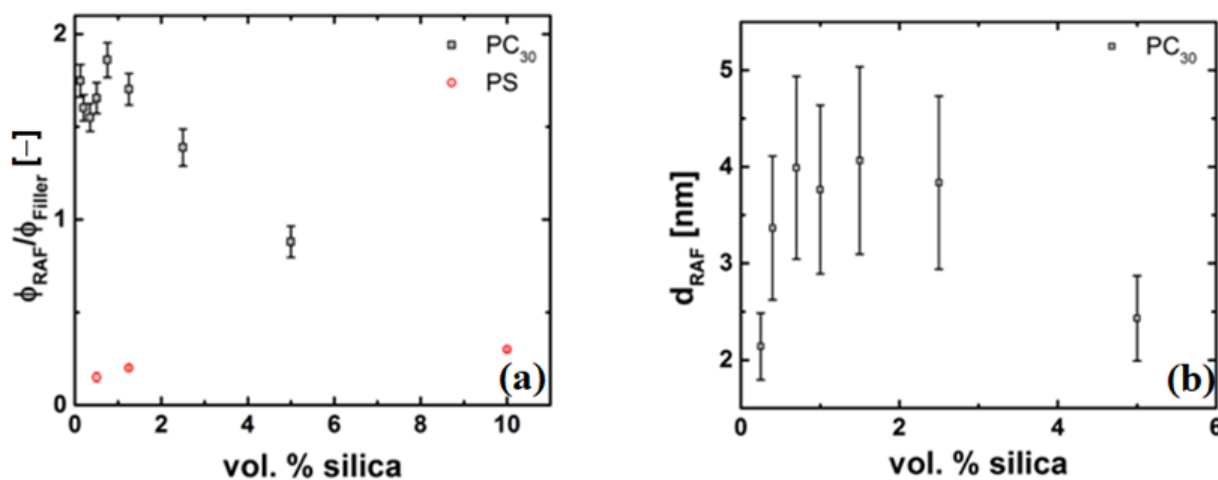 2
1
0
ϕRAF/ϕFiller [−]
PC30
PS
(a)
0 2 4 6 8 10
vol. % silica
5
4
3
2
dRAF [nm]
PC30
(b)
0 2 4 6
vol. % silica